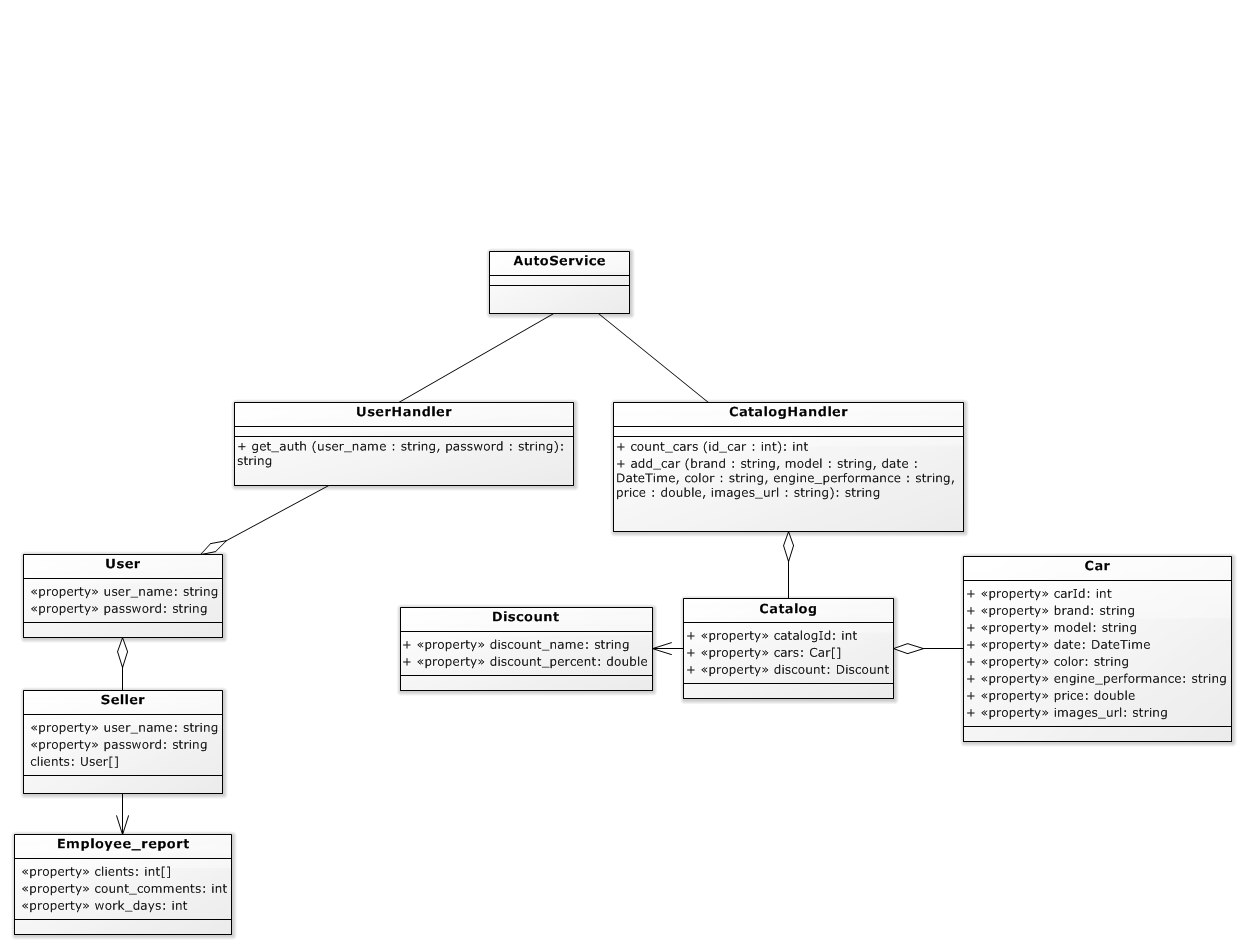 AutoService
UserHandler
+ get_auth (user_name : string, password : string):
string
CatalogHandler
+ count_cars (id_car : int): int
+ add_car (brand : string, model : string, date :
DateTime, color : string, engine_performance : string,
price : double, images_url : string): string
User
«property» user_name: string
«property» password: string
Discount
+ «property» discount_name: string
+ «property» discount_percent: double
Catalog
+ «property» catalogId: int
+ «property» cars: Car[]
+ «property» discount: Discount
Car
+ «property» carId: int
+ «property» brand: string
+ «property» model: string
+ «property» date: DateTime
+ «property» color: string
+ «property» engine_performance: string
+ «property» price: double
+ «property» images_url: string
Seller
«property» user_name: string
«property» password: string
clients: User[]
Employee_report
«property» clients: int[]
«property» count_comments: int
«property» work_days: int